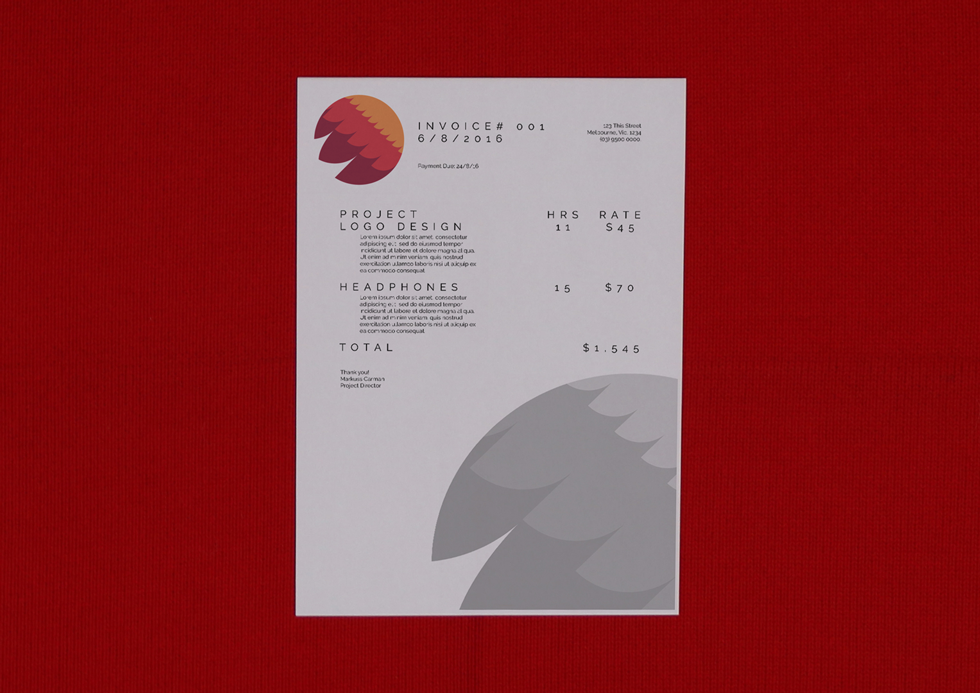 INVOICE# 001
6/8/2016
Payment Due: 24/8/16
123 This Street
Melbourne, Vic, 1234
(03) 9500 0000
PROJECT HRS RATE
LOGO DESIGN 11 $45
Lorem ipsum dolor sit amet, consectetur
adipiscing elit, sed do eiusmod tempor
incididunt ut labore et dolore magna aliqua.
Ut enim ad minim veniam, quis nostrud
exercitation ullamco laboris nisi ut aliquip ex
ea commodo consequat.
HEADPHONES 15 $70
Lorem ipsum dolor sit amet, consectetur
adipiscing elit, sed do eiusmod tempor
incididunt ut labore et dolore magna aliqua.
Ut enim ad minim veniam, quis nostrud
exercitation ullamco laboris nisi ut aliquip ex
ea commodo consequat.
TOTAL $1,545
Thank you!
Markuss Carman
Project Director